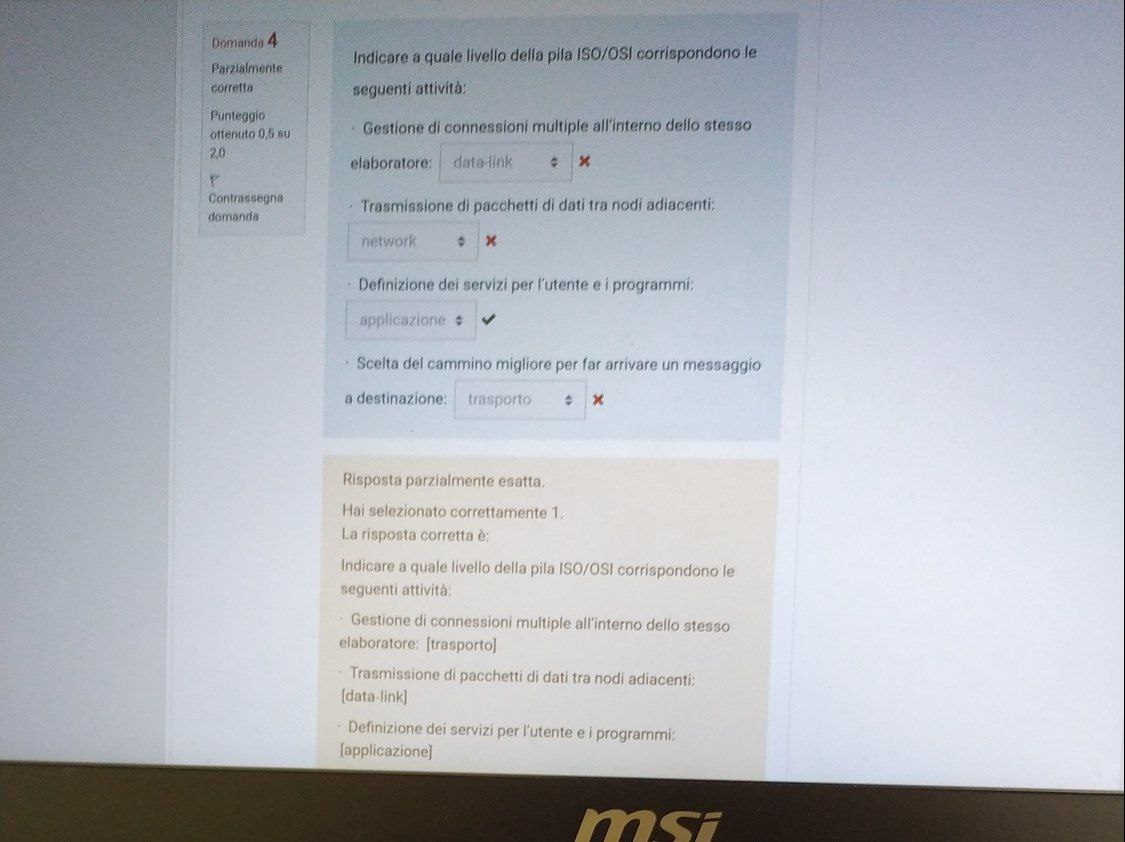 Domanda 4
Parzialmente
corretta
Punteggio
ottenuto 0,5 su
2,0
Contrassegna
domanda
Indicare a quale livello della pila ISO/OSI corrispondono le
seguenti attività:
· Gestione di connessioni multiple all'interno dello stesso
elaboratore: data-link
· Trasmissione di pacchetti di dati tra nodi adiacenti:
network
· Definizione dei servizi per l'utente e i programmi:
applicazione
· Scelta del cammino migliore per far arrivare un messaggio
a destinazione: trasporto
Risposta parzialmente esatta.
Hai selezionato correttamente 1.
La risposta corretta è:
Indicare a quale livello della pila ISO/OSI corrispondono le
seguenti attività:
· Gestione di connessioni multiple all'interno dello stesso
elaboratore: [trasporto]
· Trasmissione di pacchetti di dati tra nodi adiacenti:
[data-link]
· Definizione dei servizi per l'utente e i programmi:
[applicazione]
msi